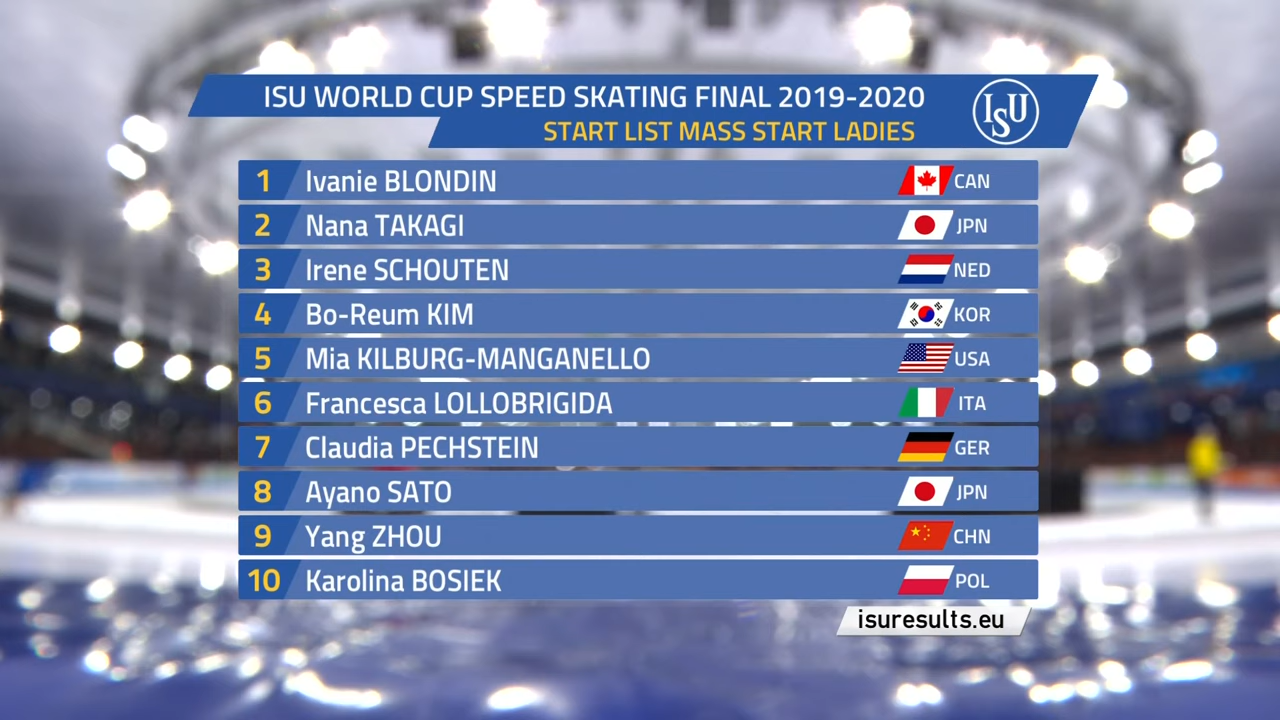 ISU WORLD CUP SPEED SKATING FINAL 2019-2020
ISU
START LIST MASS START LADIES
1 Ivanie BLONDIN CAN
2 Nana TAKAGI JPN
3 Irene SCHOUTEN NED
4 Bo-Reum KIM KOR
5 Mia KILBURG-MANGANELLO USA
6 Francesca LOLLOBRIGIDA ITA
7 Claudia PECHSTEIN GER
8 Ayano SATO JPN
9 Yang ZHOU CHN
10 Karolina BOSIEK POL
isuresults.eu